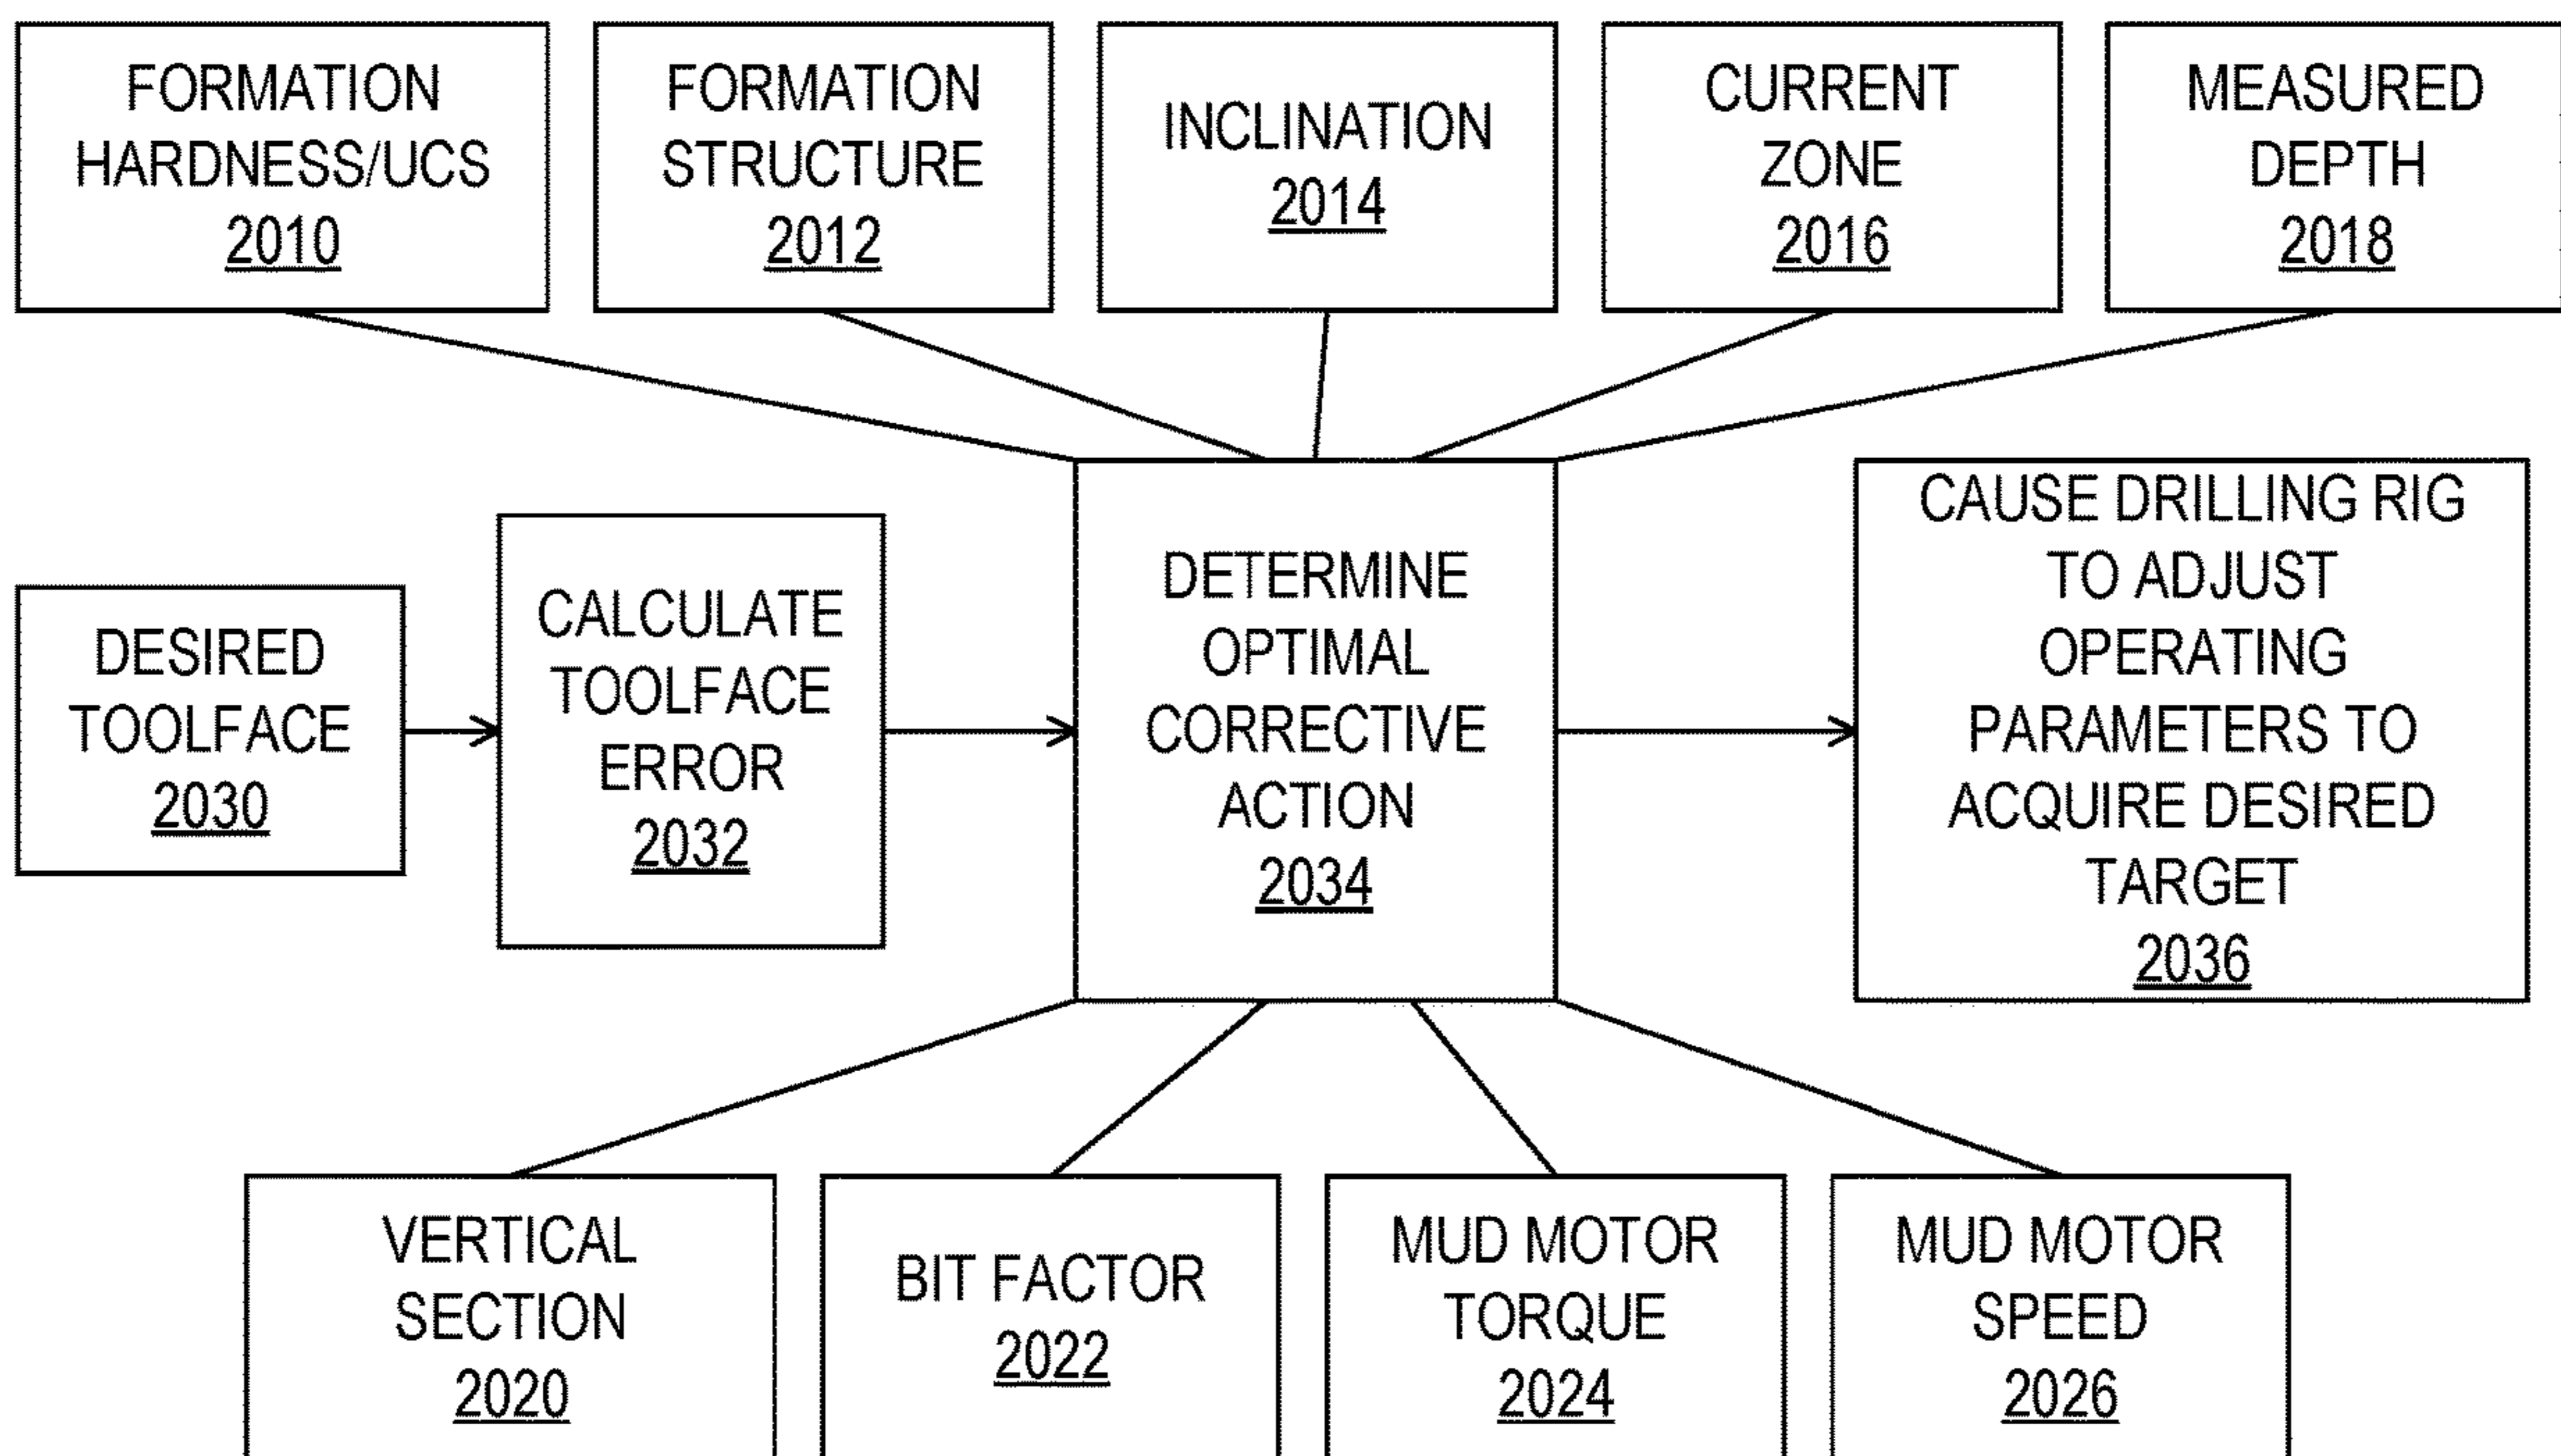 FORMATION
HARDNESS/UCS
2010
FORMATION
STRUCTURE
2012
INCLINATION
2014
CURRENT
ZONE
2016
MEASURED
DEPTH
2018
DESIRED
TOOLFACE
2030
CALCULATE
TOOLFACE
ERROR
2032
DETERMINE
OPTIMAL
CORRECTIVE
ACTION
2034
CAUSE DRILLING RIG
TO ADJUST
OPERATING
PARAMETERS TO
ACQUIRE DESIRED
TARGET
2036
VERTICAL
SECTION
2020
BIT FACTOR
2022
MUD MOTOR
TORQUE
2024
MUD MOTOR
SPEED
2026